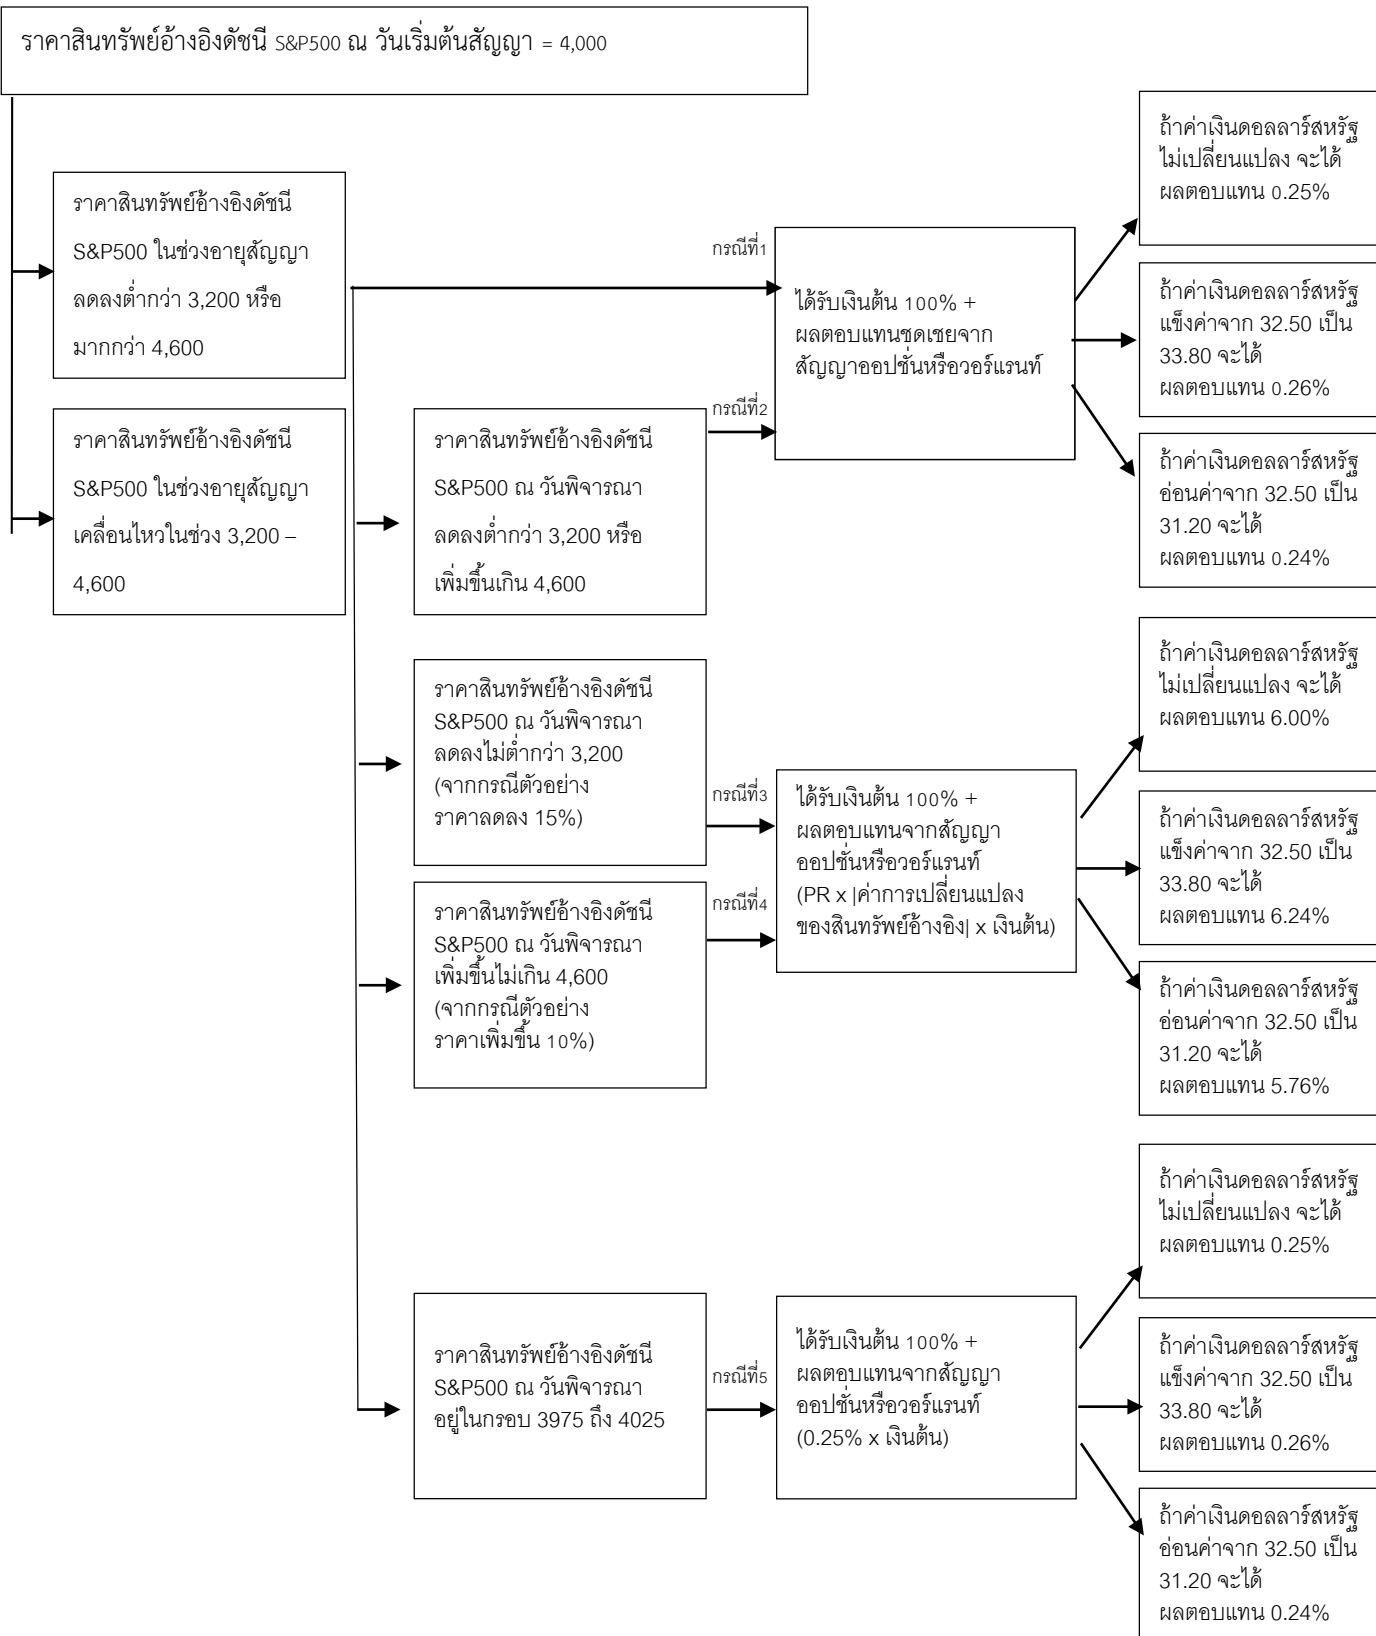 ราคาสินทรัพย์อ้างอิงดัชนี S&P500 ณ วันเริ่มต้นสัญญา = 4,000
ราคาสินทรัพย์อ้างอิงดัชนี
S&P500 ในช่วงอายุสัญญา
ลดลงต่ำกว่า 3,200 หรือ
มากกว่า 4,600
ราคาสินทรัพย์อ้างอิงดัชนี
S&P500 ในช่วงอายุสัญญา
เคลื่อนไหวในช่วง 3,200 –
4,600
กรณีที่1
ได้รับเงินต้น 100% +
ผลตอบแทนชดเชยจาก
สัญญาออปชั่นหรือวอร์แรนท์
กรณีที่2
ราคาสินทรัพย์อ้างอิงดัชนี
S&P500 ณ วันพิจารณา
ลดลงต่ำกว่า 3,200 หรือ
เพิ่มขึ้นเกิน 4,600
ถ้าค่าเงินดอลลาร์สหรัฐ
ไม่เปลี่ยนแปลง จะได้
ผลตอบแทน 0.25%
ถ้าค่าเงินดอลลาร์สหรัฐ
แข็งค่าจาก 32.50 เป็น
33.80 จะได้
ผลตอบแทน 0.26%
ถ้าค่าเงินดอลลาร์สหรัฐ
อ่อนค่าจาก 32.50 เป็น
31.20 จะได้
ผลตอบแทน 0.24%
ราคาสินทรัพย์อ้างอิงดัชนี
S&P500 ณ วันพิจารณา
ลดลงไม่ต่ำกว่า 3,200
(จากกรณีตัวอย่าง
ราคาลดลง 15%)
กรณีที่3
ราคาสินทรัพย์อ้างอิงดัชนี
S&P500 ณ วันพิจารณา
เพิ่มขึ้นไม่เกิน 4,600
(จากกรณีตัวอย่าง
ราคาเพิ่มขึ้น 10%)
กรณีที่4
ได้รับเงินต้น 100% +
ผลตอบแทนจากสัญญา
ออปชั่นหรือวอร์แรนท์
(PR x |ค่าการเปลี่ยนแปลง
ของสินทรัพย์อ้างอิง| x เงินต้น)
ถ้าค่าเงินดอลลาร์สหรัฐ
ไม่เปลี่ยนแปลง จะได้
ผลตอบแทน 6.00%
ถ้าค่าเงินดอลลาร์สหรัฐ
แข็งค่าจาก 32.50 เป็น
33.80 จะได้
ผลตอบแทน 6.24%
ถ้าค่าเงินดอลลาร์สหรัฐ
อ่อนค่าจาก 32.50 เป็น
31.20 จะได้
ผลตอบแทน 5.76%
ราคาสินทรัพย์อ้างอิงดัชนี
S&P500 ณ วันพิจารณา
อยู่ในกรอบ 3975 ถึง 4025
กรณีที่5
ได้รับเงินต้น 100% +
ผลตอบแทนจากสัญญา
ออปชั่นหรือวอร์แรนท์
(0.25% x เงินต้น)
ถ้าค่าเงินดอลลาร์สหรัฐ
ไม่เปลี่ยนแปลง จะได้
ผลตอบแทน 0.25%
ถ้าค่าเงินดอลลาร์สหรัฐ
แข็งค่าจาก 32.50 เป็น
33.80 จะได้
ผลตอบแทน 0.26%
ถ้าค่าเงินดอลลาร์สหรัฐ
อ่อนค่าจาก 32.50 เป็น
31.20 จะได้
ผลตอบแทน 0.24%